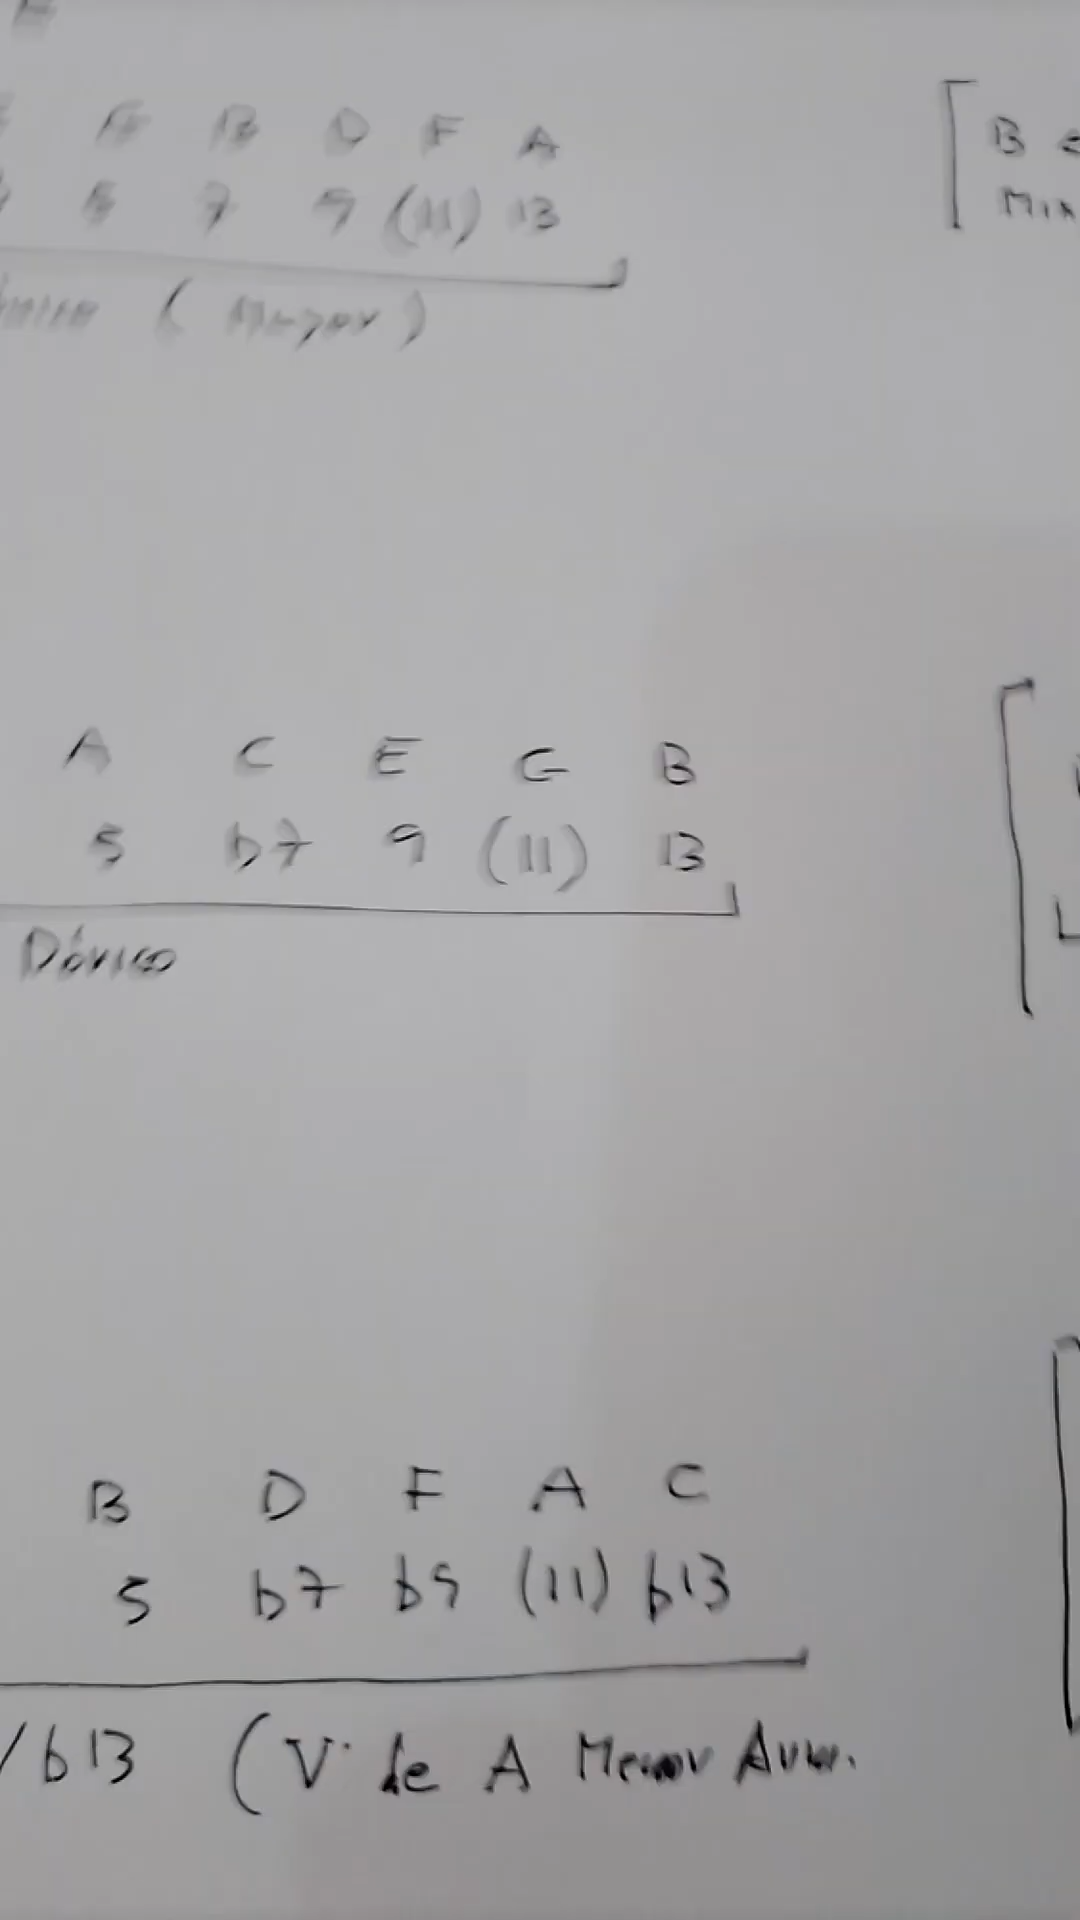 B D F A
7 9 (11) 13
(Mayor)
B
A C E G B
5 b7 9 (11) 13
Dórico
B D F A C
5 b7 b9 (11) b13
/b13 (V de A Menor Arm.